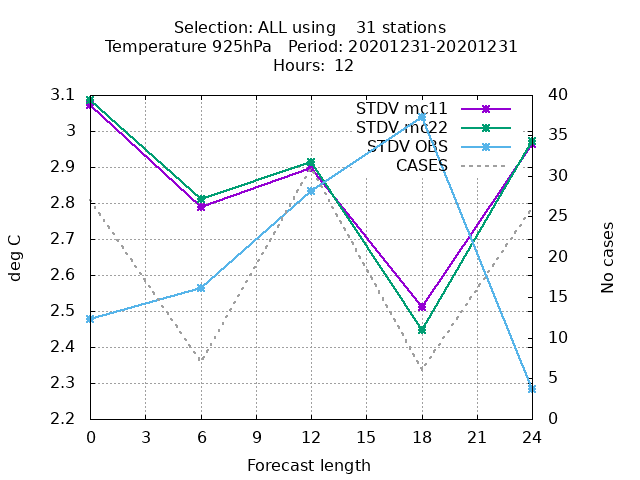 Selection: ALL using    31 stations
Temperature 925hPa   Period: 20201231-20201231
Hours:  12
STDV mc11
STDV mc22
STDV OBS
CASES
3.1
3
2.9
2.8
2.7
2.6
2.5
2.4
2.3
2.2
deg C
40
35
30
25
20
15
10
5
0
No cases
0 3 6 9 12 15 18 21 24
Forecast length